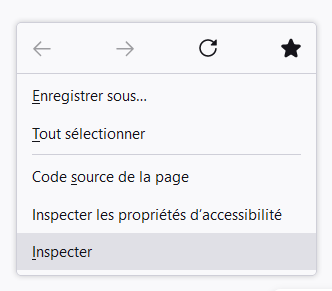 Enregistrer sous…
Tout sélectionner
Code source de la page
Inspecter les propriétés d’accessibilité
Inspecter